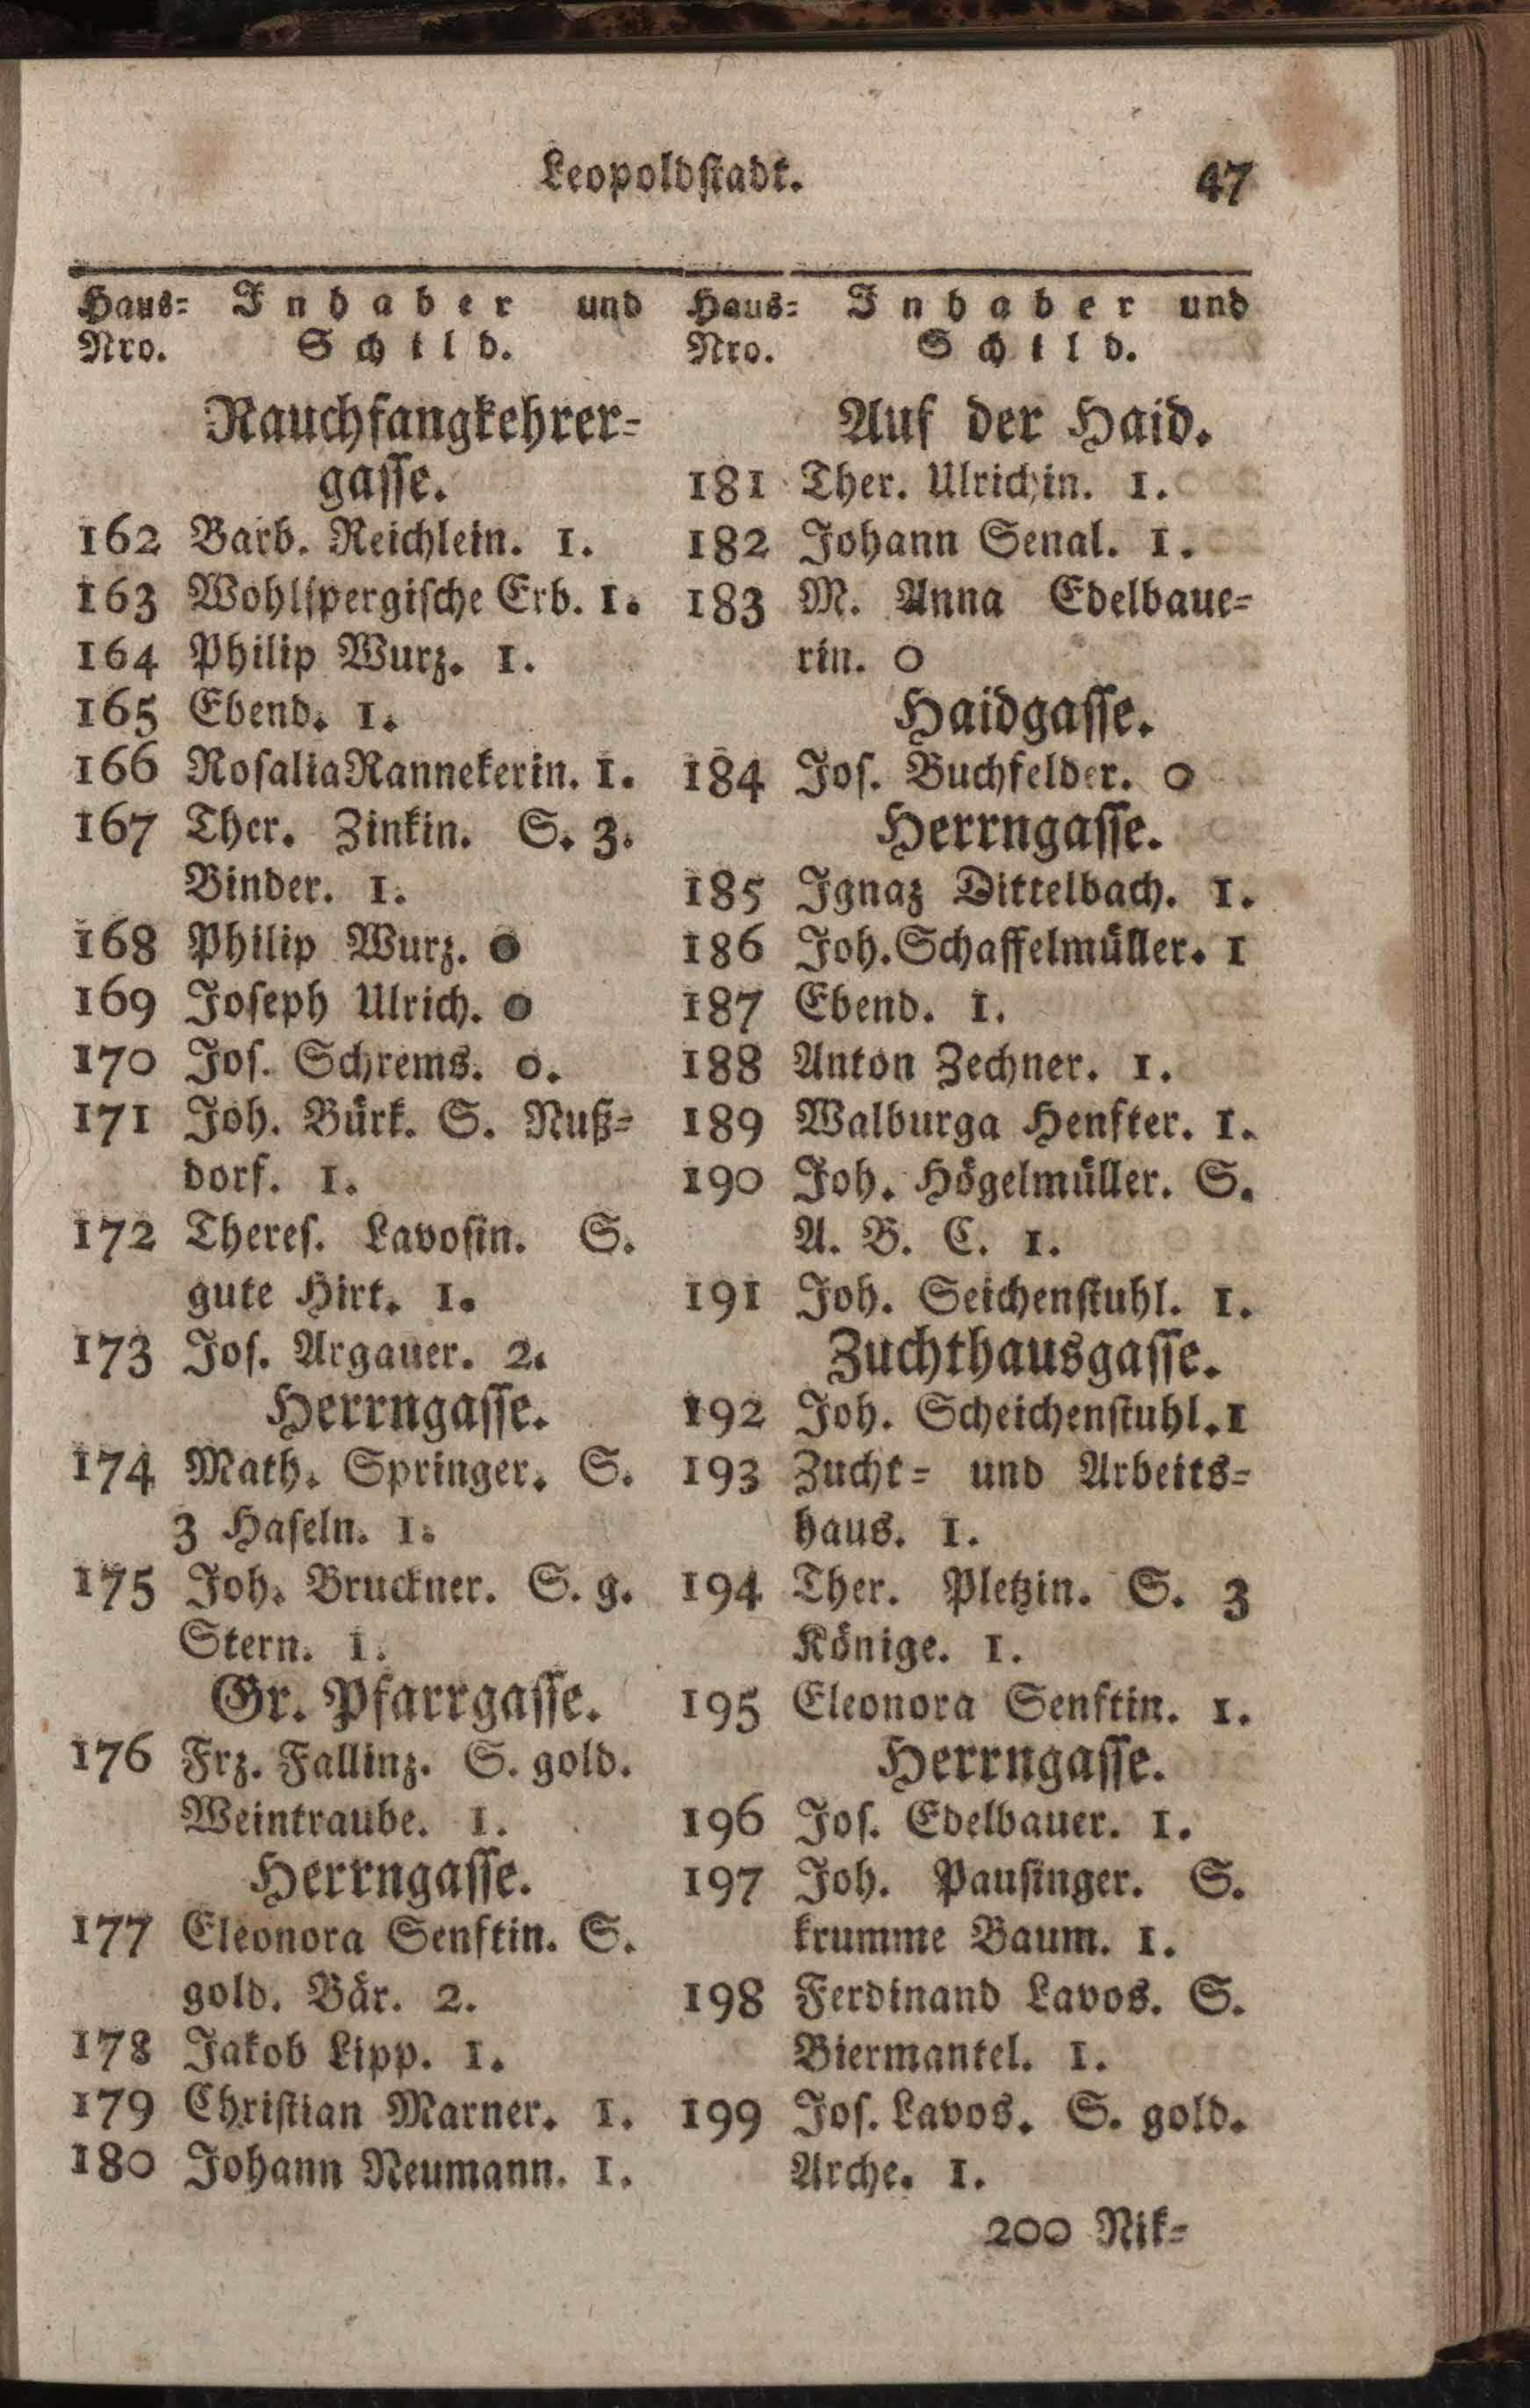 Leopoldstadt.
47
Haus= Inhaber und
Nro. Schild.
Rauchfangkehrer=
gasse.
162 Barb. Reichlein. 1.
163 Wohlspergische Erb. 1.
164 Philip Wurz. 1.
165 Ebend. 1.
166 Rosalia Rannekerin. 1.
167 Ther. Zinkin. S. 3.
Binder. 1.
168 Philip Wurz. 0
169 Joseph Ulrich. 0
170 Jos. Schrems. 0.
171 Joh. Bürk. S. Nuß=
dorf. 1.
172 Theres. Lavosin. S.
gute Hirt. 1.
173 Jos. Argauer. 2.
Herrngasse.
174 Math. Springer. S.
3 Haseln. 1.
175 Joh. Bruckner. S. g.
Stern. 1.
Gr. Pfarrgasse.
176 Frz. Fallinz. S. gold.
Weintraube. 1.
Herrngasse.
177 Eleonora Senftin. S.
gold. Bär. 2.
178 Jakob Lipp. 1.
179 Christian Marner. 1.
180 Johann Neumann. 1.
Haus= Inhaber und
Nro. Schild.
Auf der Haid.
181 Ther. Ulrichin. 1.
182 Johann Senal. 1.
183 M. Anna Edelbaue=
rin. 0
Haidgasse.
184 Jos. Buchfelder. 0
Herrngasse.
185 Ignaz Dittelbach. 1.
186 Joh. Schaffelmüller. 1
187 Ebend. 1.
188 Anton Zechner. 1.
189 Walburga Henfter. 1.
190 Joh. Högelmüller. S.
A. B. C. 1.
191 Joh. Seichenstuhl. 1.
Zuchthausgasse.
192 Joh. Scheichenstuhl. 1
193 Zucht= und Arbeits=
haus. 1.
194 Ther. Pletzin. S. 3
Könige. 1.
195 Eleonora Senftin. 1.
Herrngasse.
196 Jos. Edelbauer. 1.
197 Joh. Pausinger. S.
krumme Baum. 1.
198 Ferdinand Lavos. S.
Biermantel. 1.
199 Jos. Lavos. S. gold.
Arche. 1.
200 Nik=